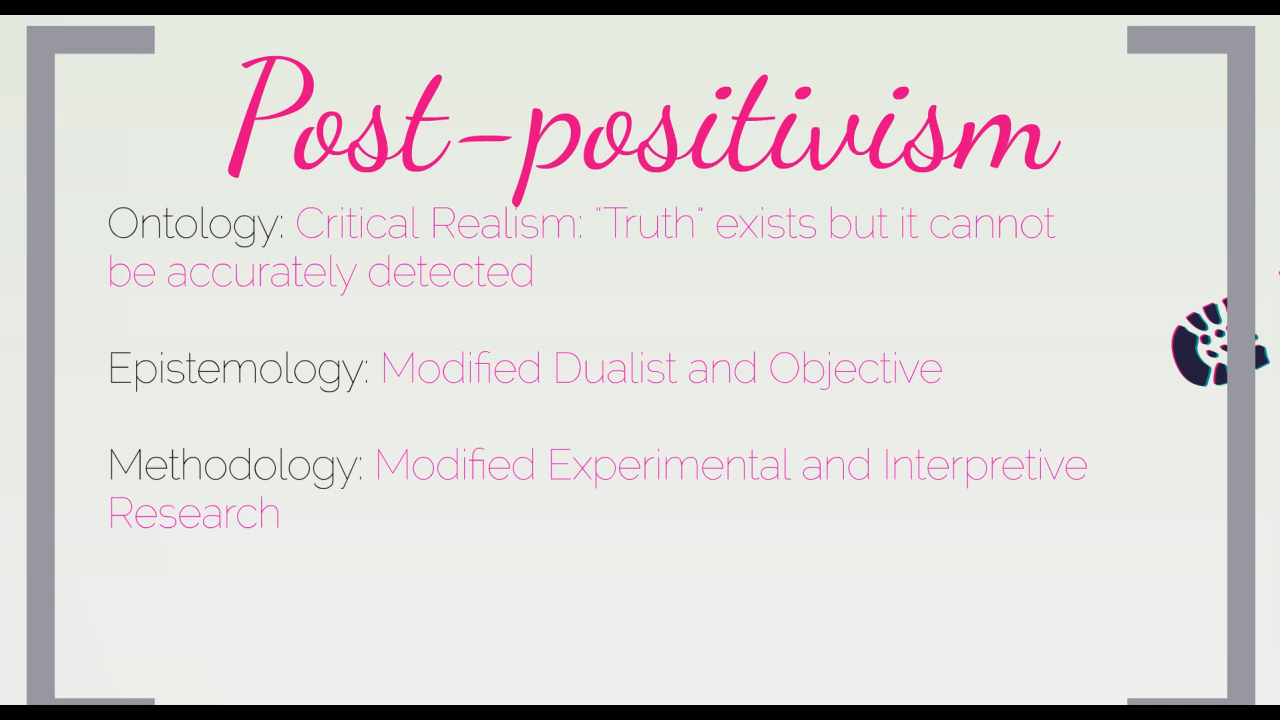 Post-positivism
Ontology: Critical Realism: "Truth" exists but it cannot
be accurately detected
Epistemology: Modified Dualist and Objective
Methodology: Modified Experimental and Interpretive
Research